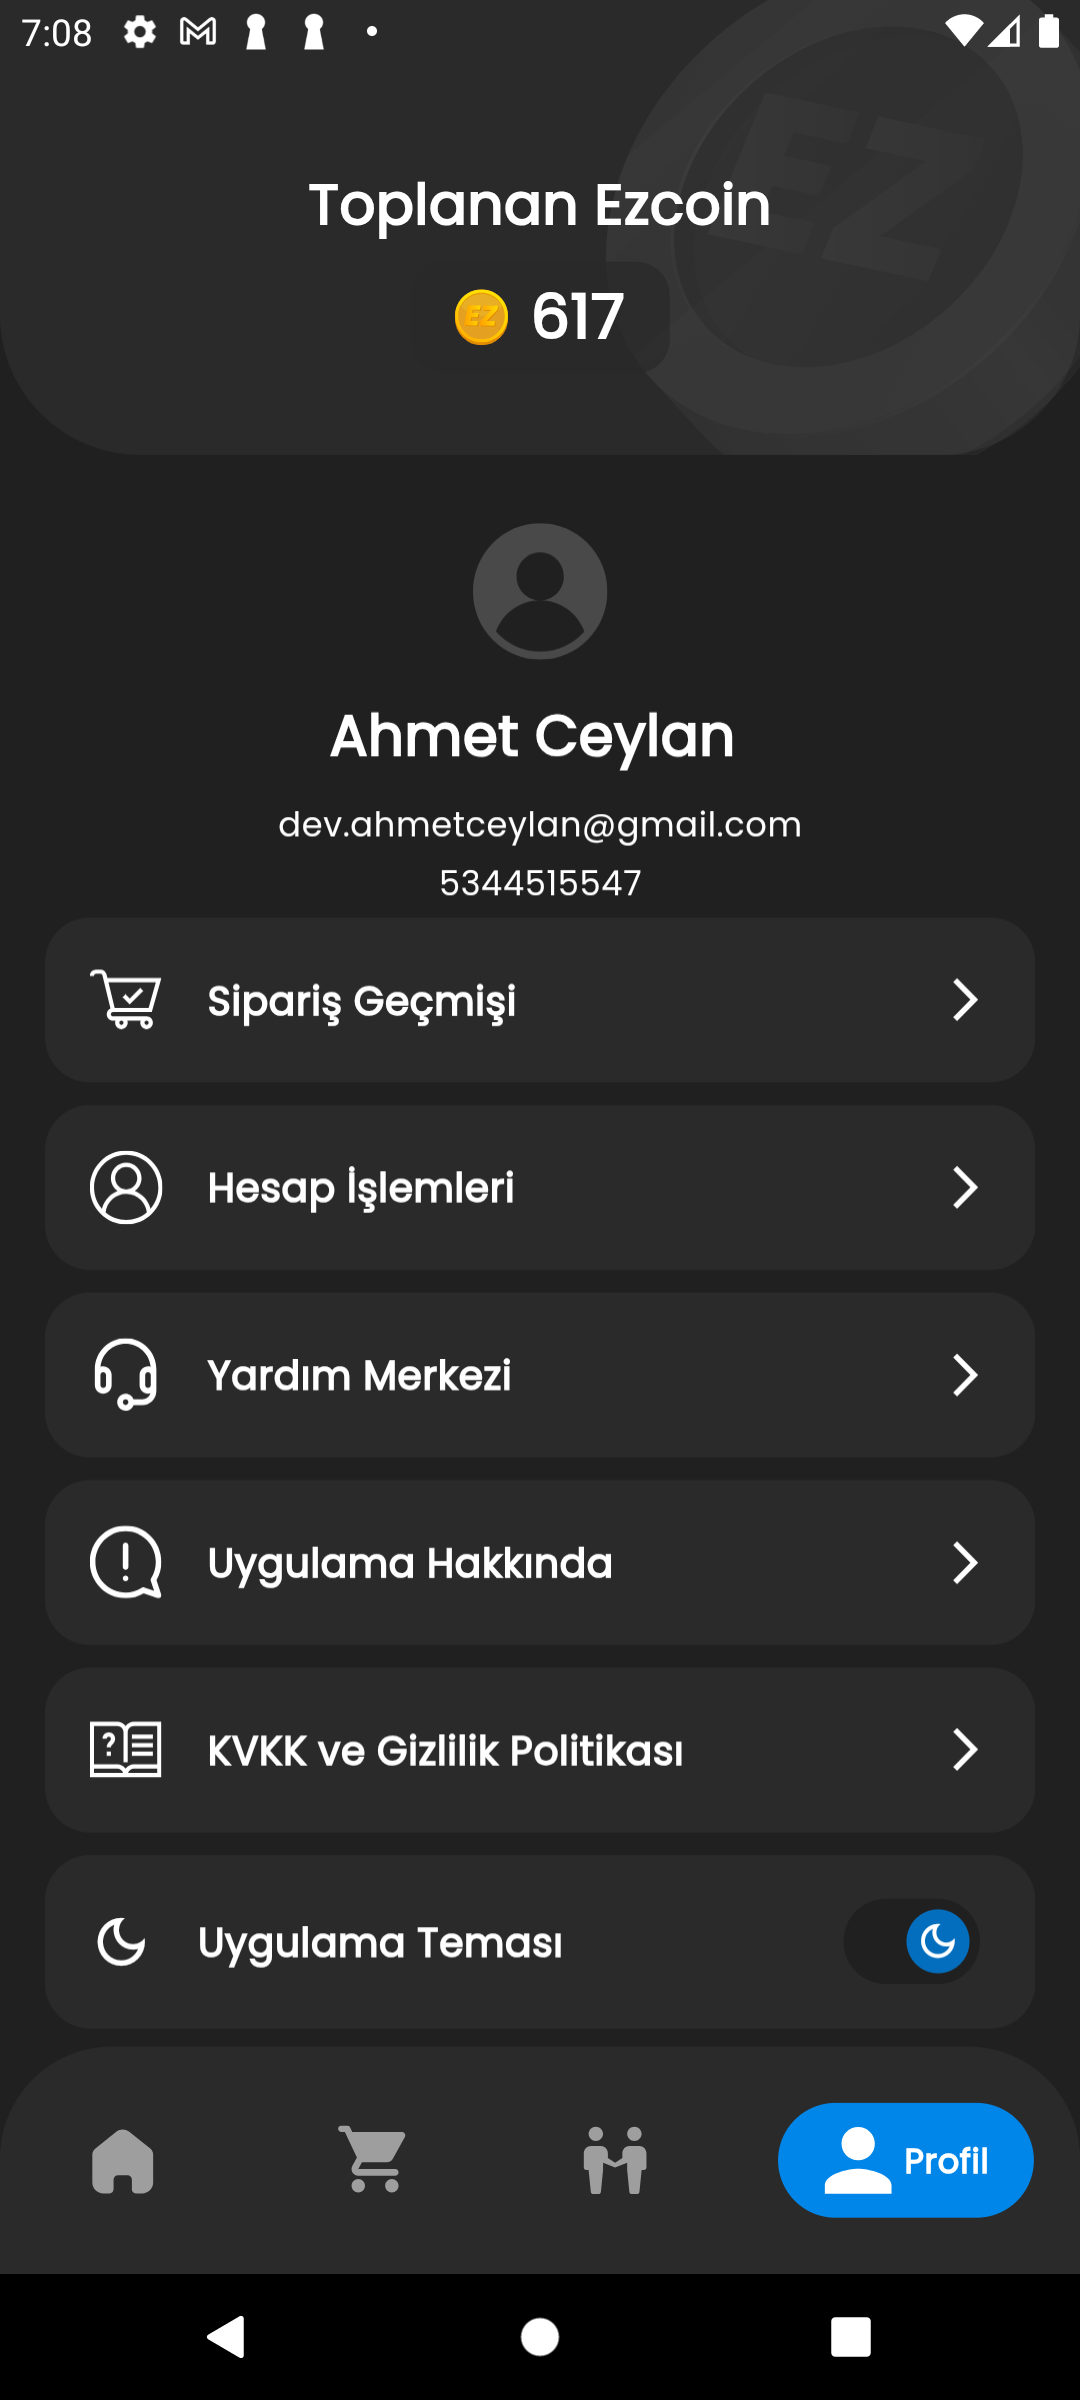 7:08
EZ
Toplanan Ezcoin
EZ 617
Ahmet Ceylan
dev.ahmetceylan@gmail.com
5344515547
Sipariş Geçmişi
Hesap İşlemleri
Yardım Merkezi
Uygulama Hakkında
KVKK ve Gizlilik Politikası
Uygulama Teması
Profil